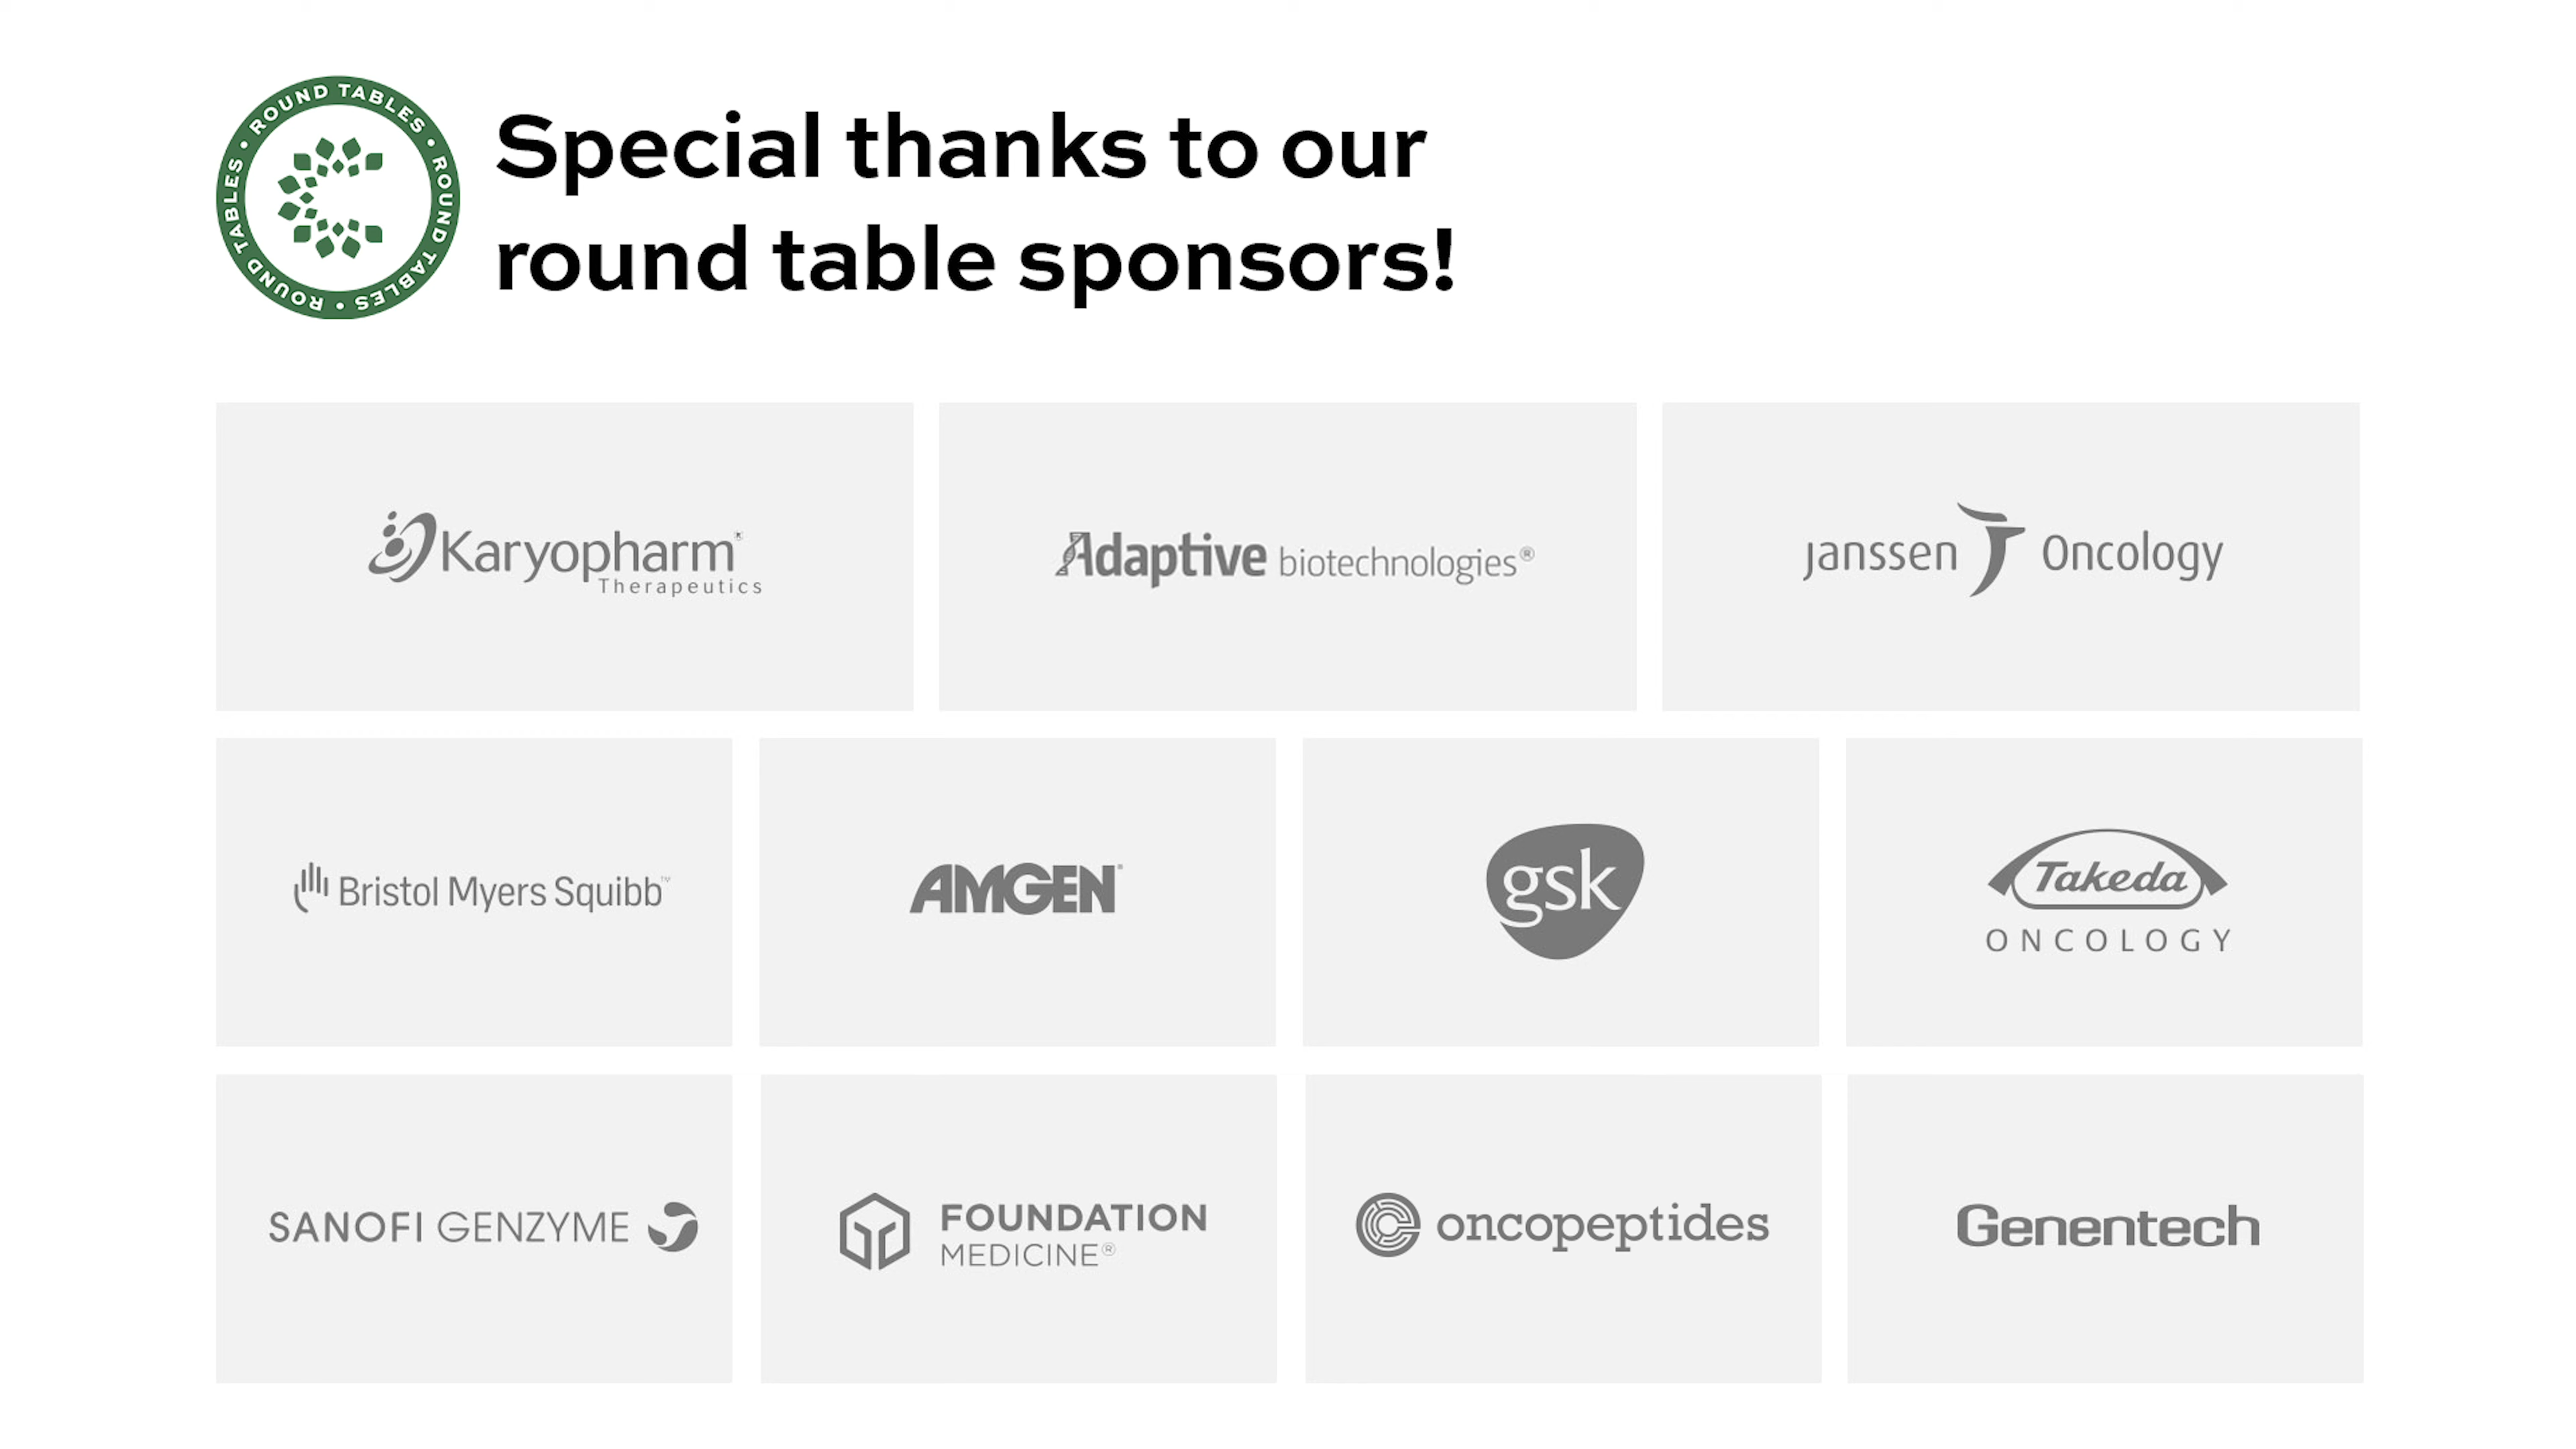 ROUND TABLES • ROUND TABLES • ROUND TABLES •
Special thanks to our
round table sponsors!
Karyopharm®
Therapeutics
Adaptive biotechnologies®
janssen Oncology
Bristol Myers Squibb™
AMGEN®
gsk
Takeda
ONCOLOGY
SANOFI GENZYME
FOUNDATION
MEDICINE®
oncopeptides
Genentech